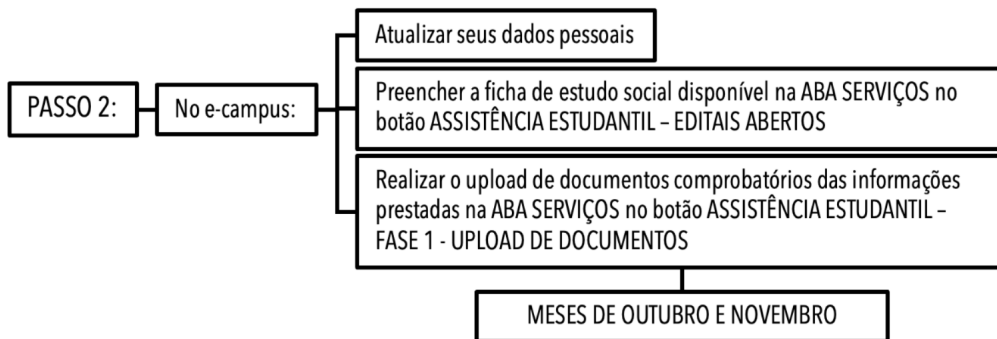 PASSO 2:
No e-campus:
Atualizar seus dados pessoais
Preencher a ficha de estudo social disponível na ABA SERVIÇOS no
botão ASSISTÊNCIA ESTUDANTIL – EDITAIS ABERTOS
Realizar o upload de documentos comprobatórios das informações
prestadas na ABA SERVIÇOS no botão ASSISTÊNCIA ESTUDANTIL –
FASE 1 - UPLOAD DE DOCUMENTOS
MESES DE OUTUBRO E NOVEMBRO